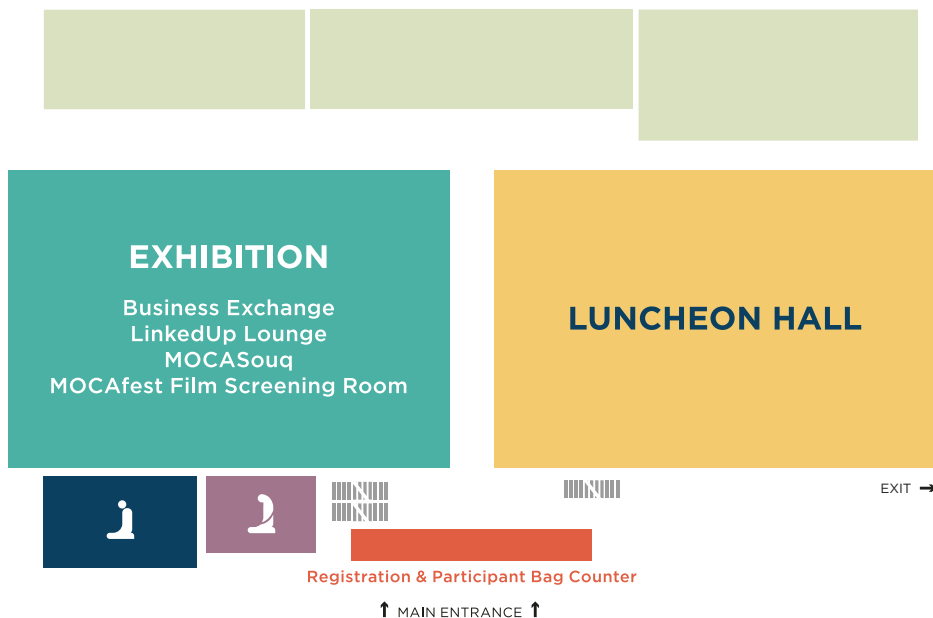 EXHIBITION
Business Exchange
LinkedUp Lounge
MOCASouq
MOCAfest Film Screening Room
LUNCHEON HALL
EXIT →
Registration & Participant Bag Counter
↑ MAIN ENTRANCE ↑